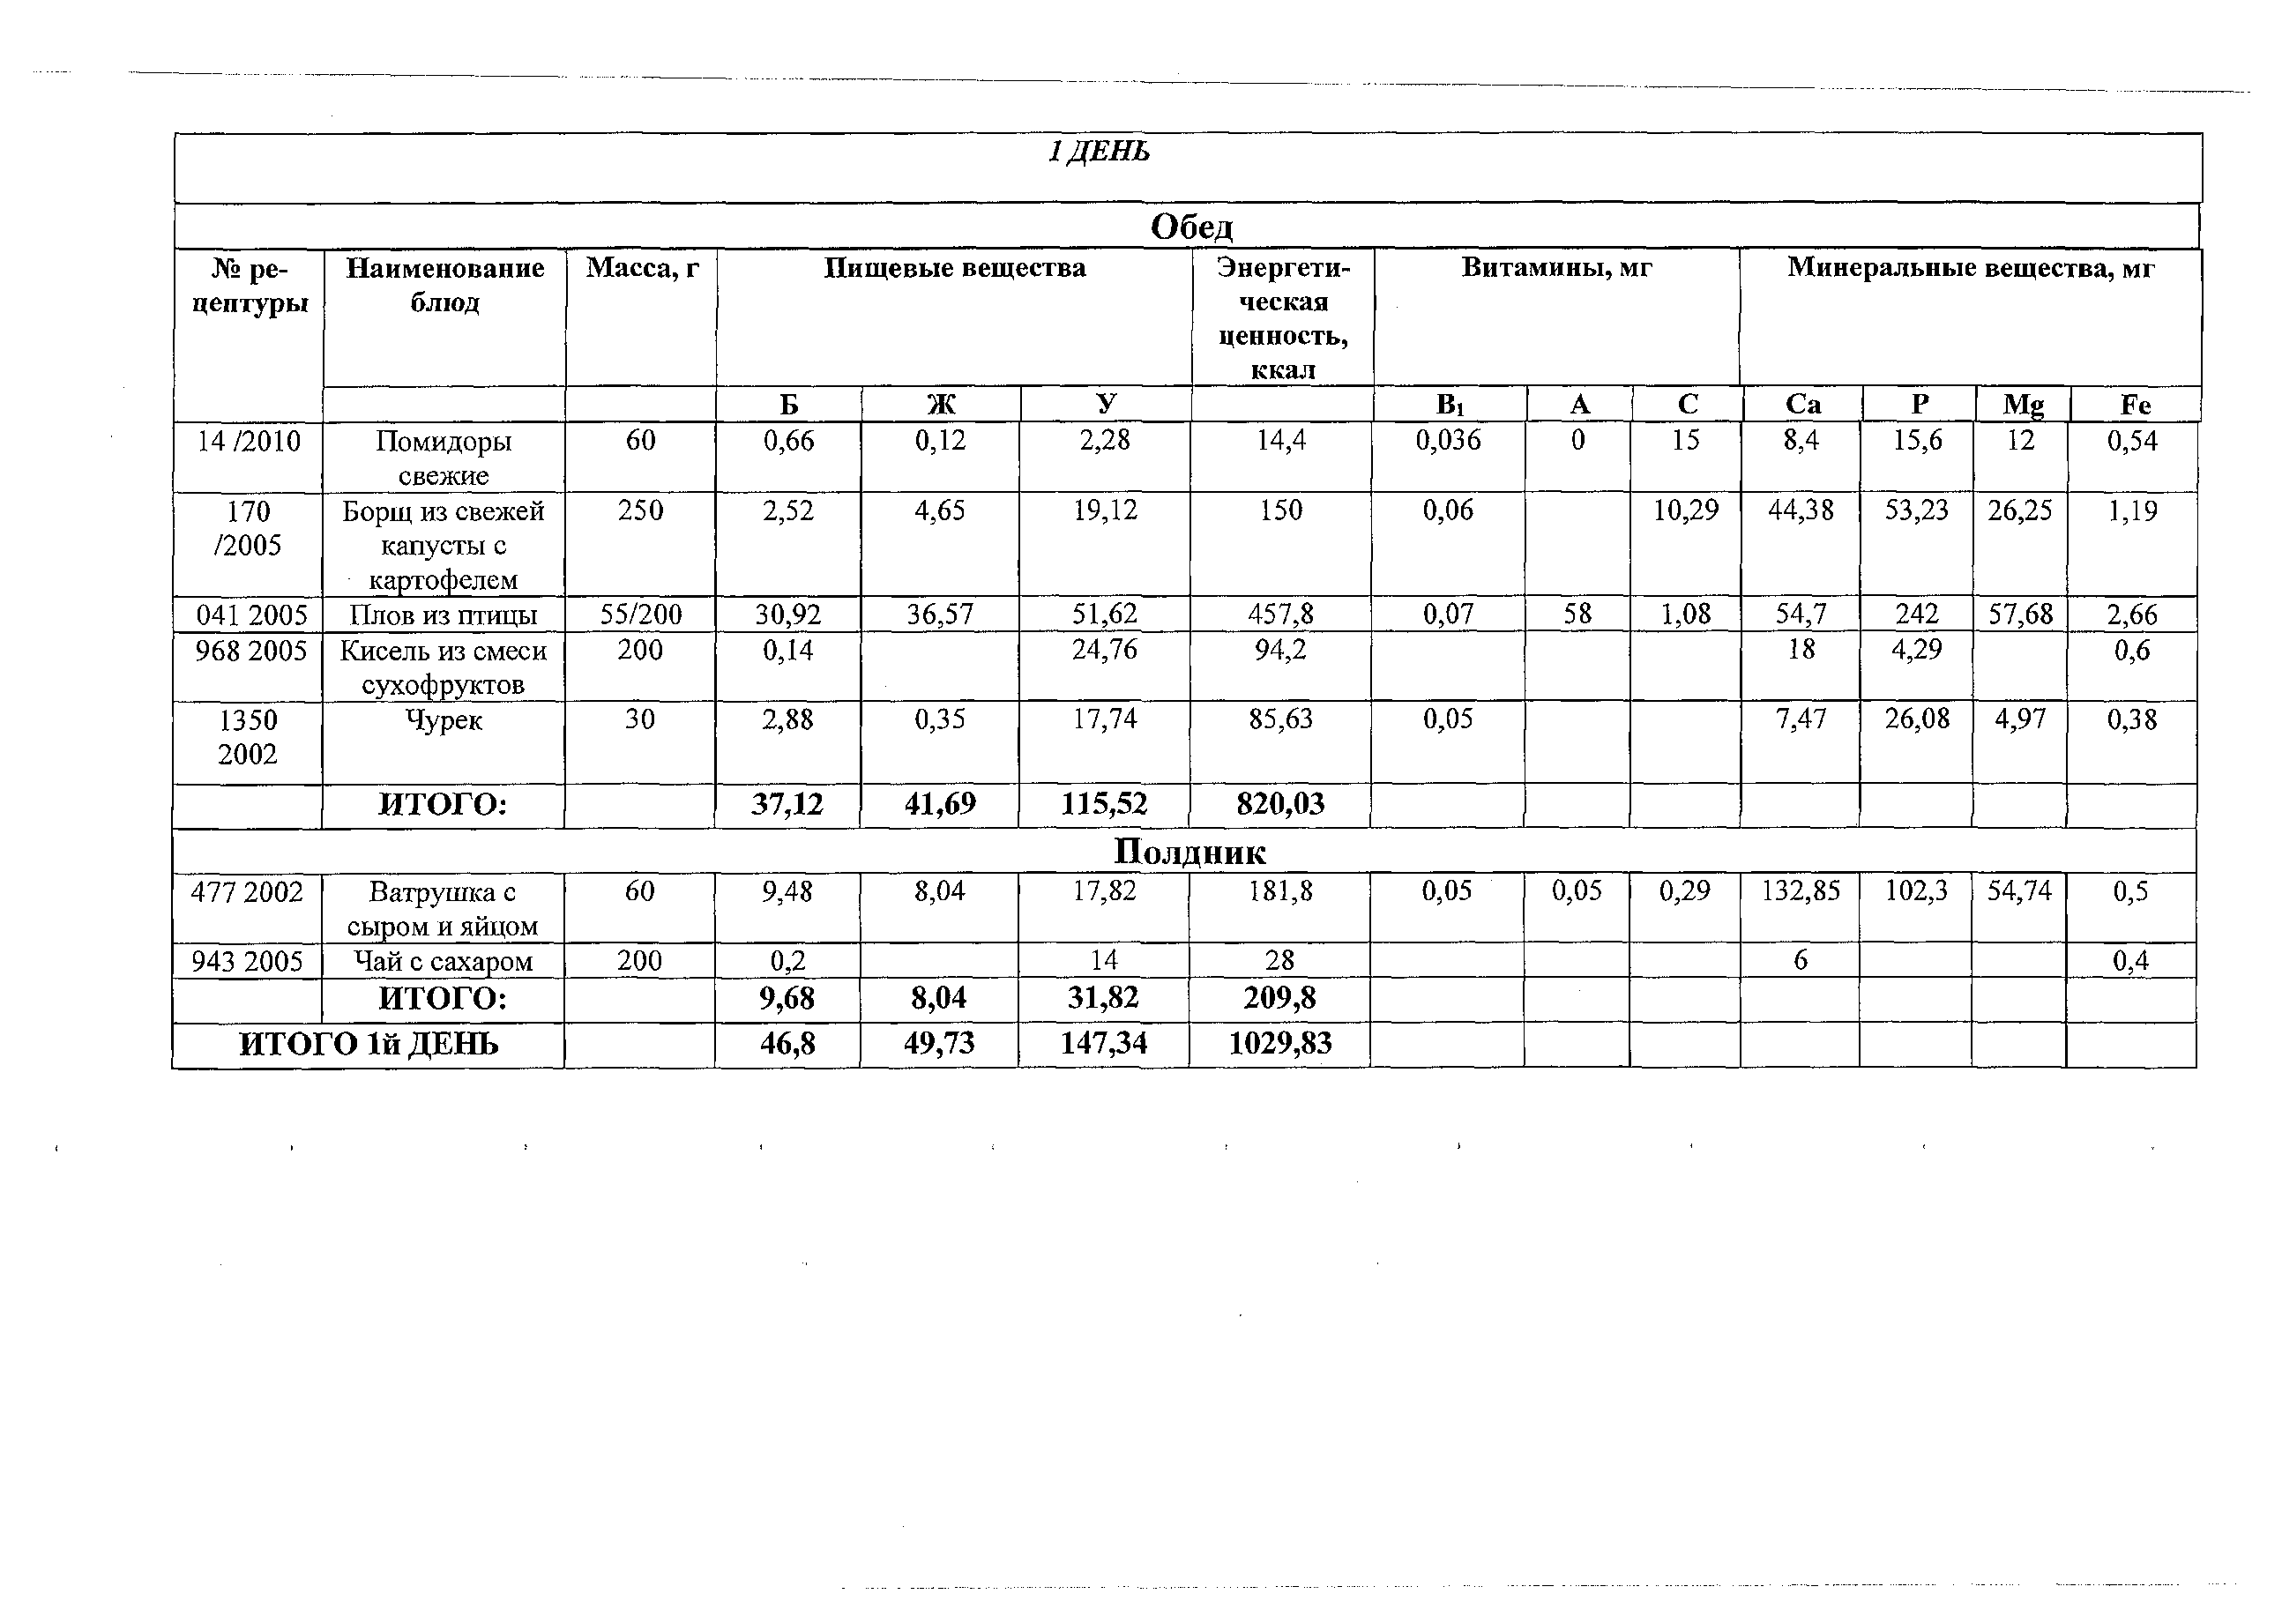 1 ДЕНЬ
Обед
№ ре- Наименование Масса, г Пищевые вещества Энергети- Витамины, мг Минеральные вещества, мг
цептуры блюд ческая
ценность,
ккал
Б Ж У B₁ A C Ca P Mg Fe
14 /2010 Помидоры 60 0,66 0,12 2,28 14,4 0,036 0 15 8,4 15,6 12 0,54
свежие
170 Борщ из свежей 250 2,52 4,65 19,12 150 0,06 10,29 44,38 53,23 26,25 1,19
/2005 капусты с
картофелем
041 2005 Плов из птицы 55/200 30,92 36,57 51,62 457,8 0,07 58 1,08 54,7 242 57,68 2,66
968 2005 Кисель из смеси 200 0,14 24,76 94,2 18 4,29 0,6
сухофруктов
1350 Чурек 30 2,88 0,35 17,74 85,63 0,05 7,47 26,08 4,97 0,38
2002
ИТОГО: 37,12 41,69 115,52 820,03
Полдник
477 2002 Ватрушка с 60 9,48 8,04 17,82 181,8 0,05 0,05 0,29 132,85 102,3 54,74 0,5
сыром и яйцом
943 2005 Чай с сахаром 200 0,2 14 28 6 0,4
ИТОГО: 9,68 8,04 31,82 209,8
ИТОГО 1й ДЕНЬ 46,8 49,73 147,34 1029,83